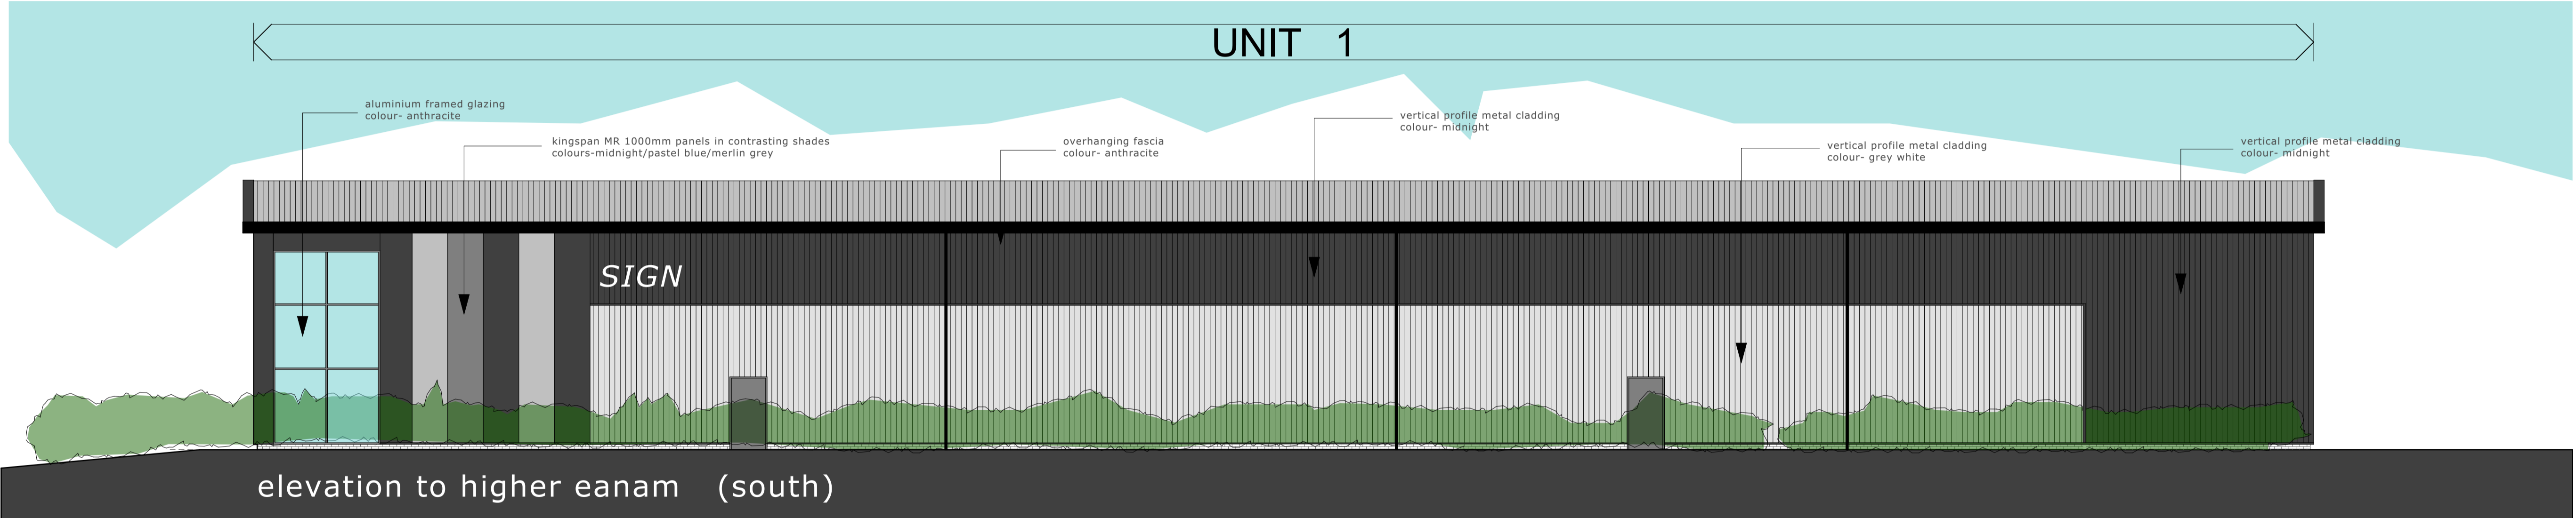 UNIT 1
aluminium framed glazing
colour- anthracite
kingspan MR 1000mm panels in contrasting shades
colours-midnight/pastel blue/merlin grey
overhanging fascia
colour- anthracite
vertical profile metal cladding
colour- midnight
vertical profile metal cladding
colour- grey white
vertical profile metal cladding
colour- midnight
SIGN
elevation to higher eanam (south)